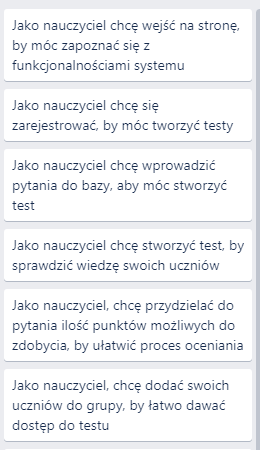 Jako nauczyciel chcę wejść na stronę,
by móc zapoznać się z
funkcjonalnościami systemu
Jako nauczyciel chcę się
zarejestrować, by móc tworzyć testy
Jako nauczyciel chcę wprowadzić
pytania do bazy, aby móc stworzyć
test
Jako nauczyciel chcę stworzyć test, by
sprawdzić wiedzę swoich uczniów
Jako nauczyciel, chcę przydzielać do
pytania ilość punktów możliwych do
zdobycia, by ułatwić proces oceniania
Jako nauczyciel, chcę dodać swoich
uczniów do grupy, by łatwo dawać
dostęp do testu